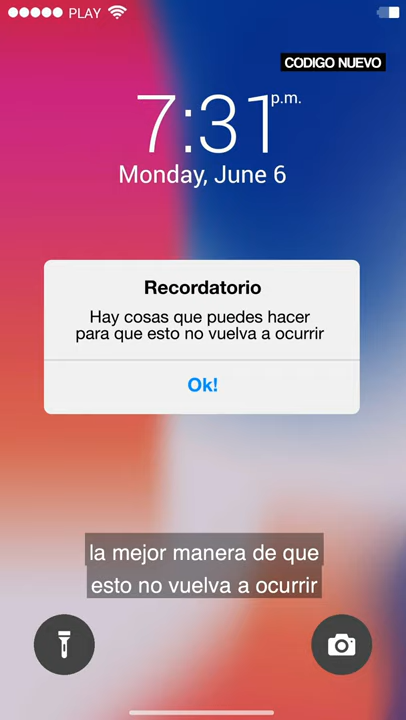 PLAY
CODIGO NUEVO
7:31 p.m.
Monday, June 6
Recordatorio
Hay cosas que puedes hacer
para que esto no vuelva a ocurrir
Ok!
la mejor manera de que
esto no vuelva a ocurrir